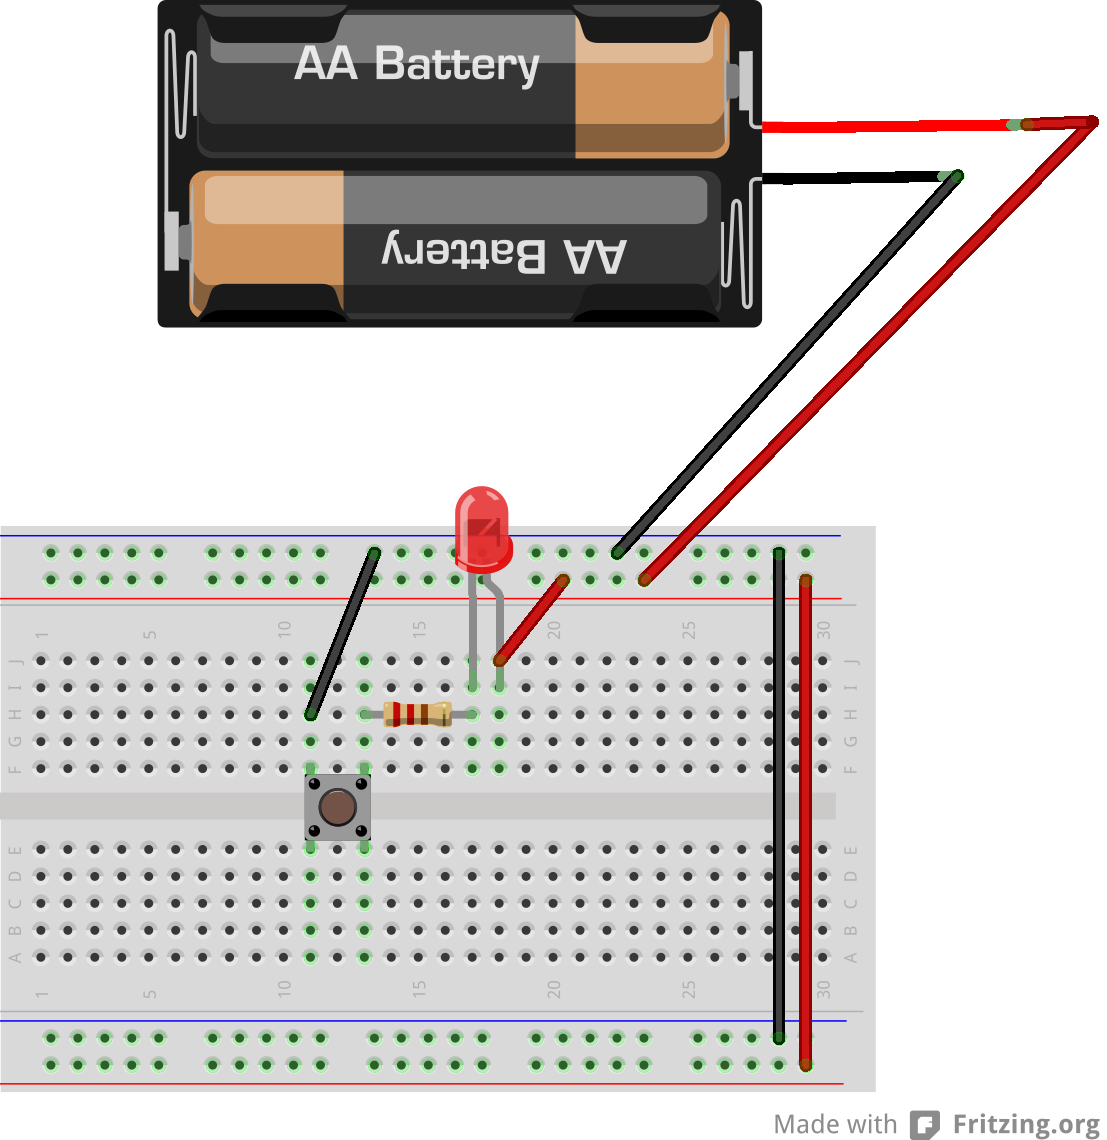 AA Battery
AA Battery
1 5 10 15 20 25 30
J J
I I
H H
G G
F F
E E
D D
C C
B B
A A
1 5 10 15 20 25 30
Made with Fritzing.org